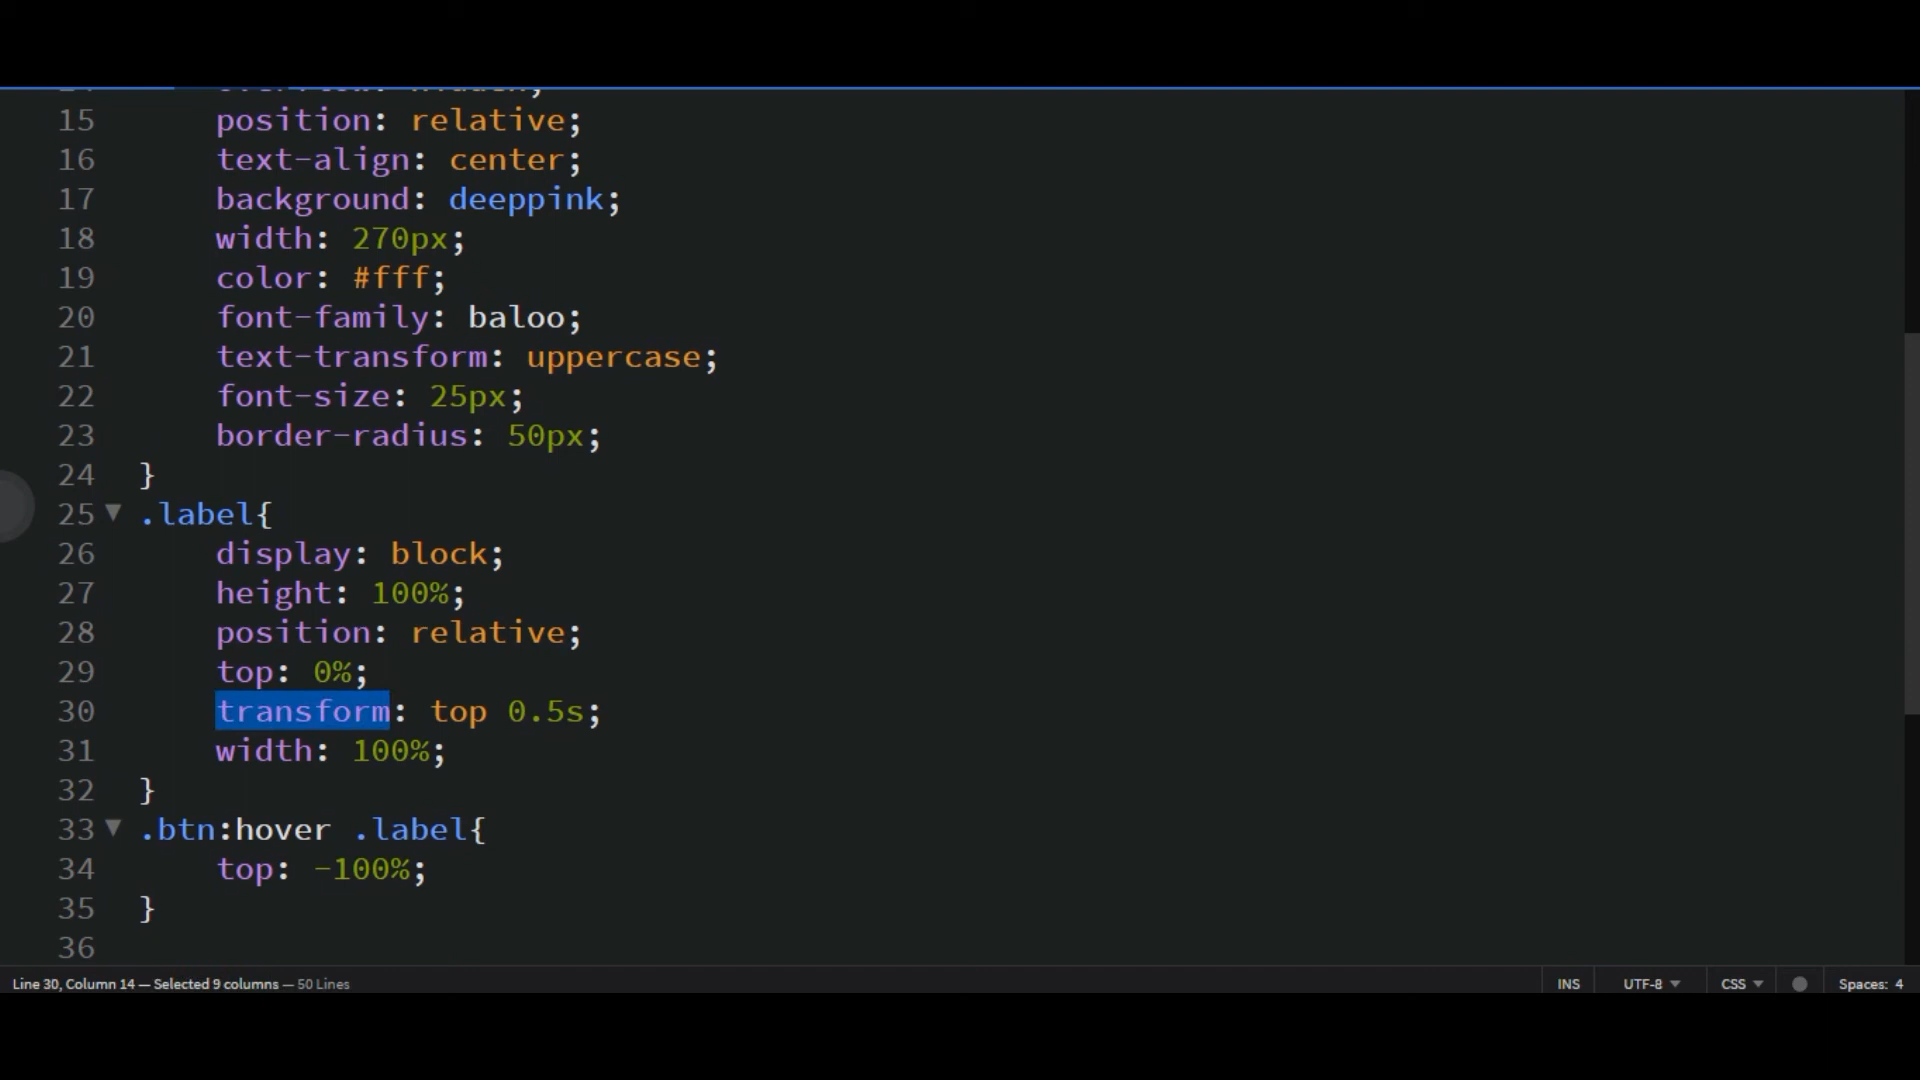 15 position: relative;
16 text-align: center;
17 background: deeppink;
18 width: 270px;
19 color: #fff;
20 font-family: baloo;
21 text-transform: uppercase;
22 font-size: 25px;
23 border-radius: 50px;
24 }
25 .label{
26 display: block;
27 height: 100%;
28 position: relative;
29 top: 0%;
30 transform: top 0.5s;
31 width: 100%;
32 }
33 .btn:hover .label{
34 top: -100%;
35 }
36
Line 30, Column 14 — Selected 9 columns — 50 Lines INS UTF-8 CSS Spaces: 4